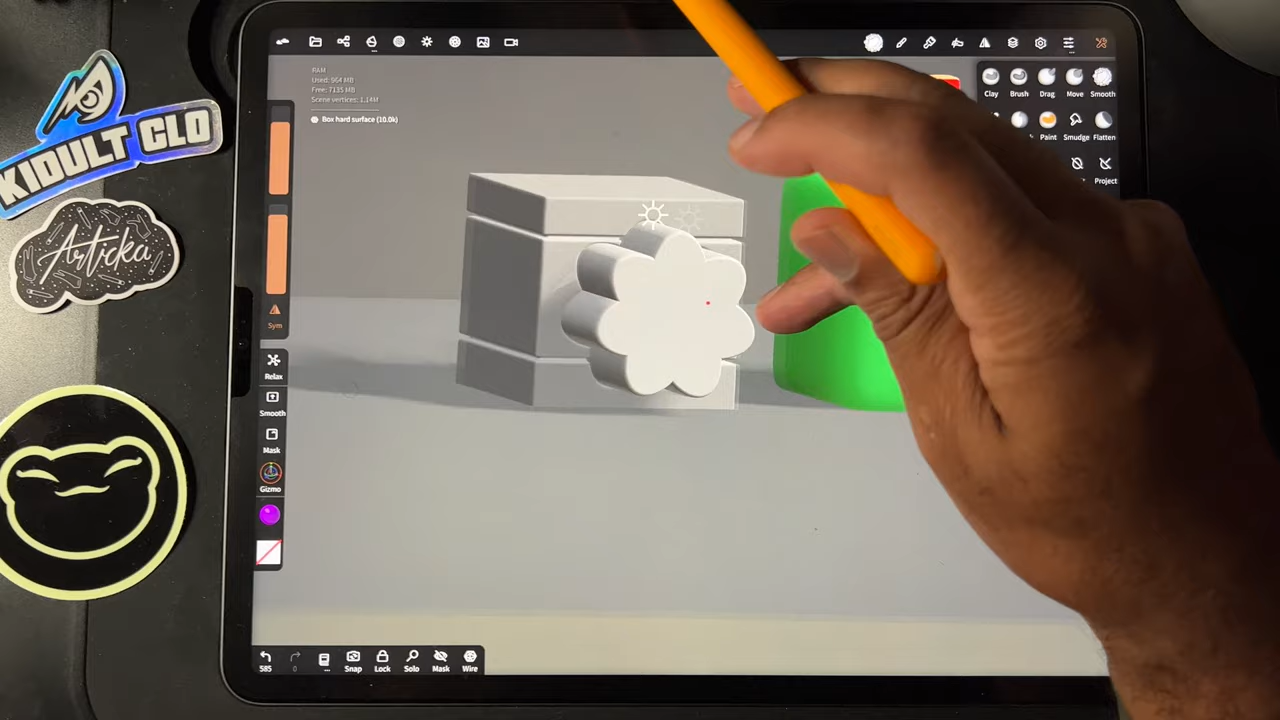 KIDULT CLO
Articka
RAM
Used: 964 MB
Free: 7135 MB
Scene vertices: 1.14M
Box hard surface (10.0k)
Clay
Brush
Drag
Move
Smooth
Paint
Smudge
Flatten
Project
Sym
Relax
Smooth
Mask
Gizmo
585
0
...
Snap
Lock
Solo
Mask
Wire